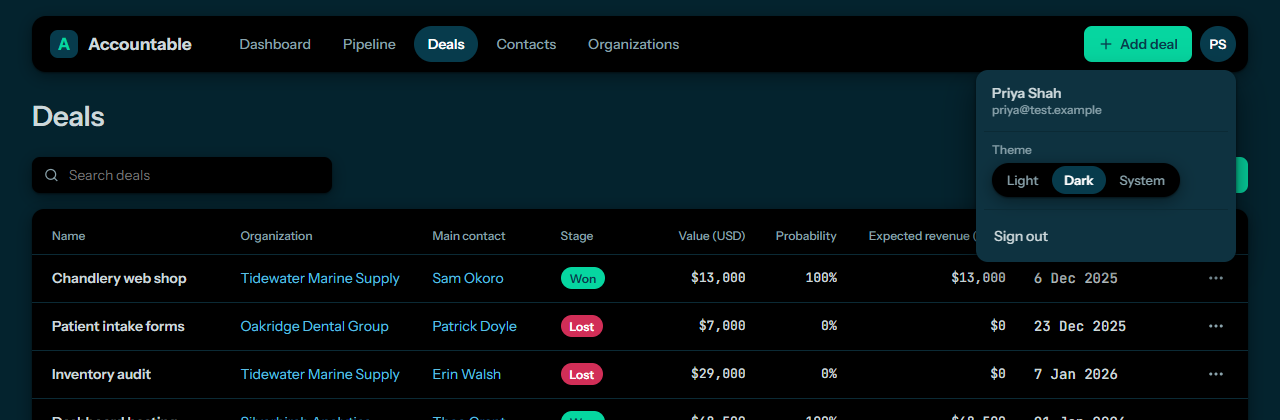 A Accountable Dashboard Pipeline Deals Contacts Organizations + Add deal PS
Priya Shah
priya@test.example
Deals
Theme
Light Dark System
Search deals
Sign out
Name Organization Main contact Stage Value (USD) Probability Expected revenue (
Chandlery web shop Tidewater Marine Supply Sam Okoro Won $13,000 100% $13,000 6 Dec 2025
Patient intake forms Oakridge Dental Group Patrick Doyle Lost $7,000 0% $0 23 Dec 2025
Inventory audit Tidewater Marine Supply Erin Walsh Lost $29,000 0% $0 7 Jan 2026